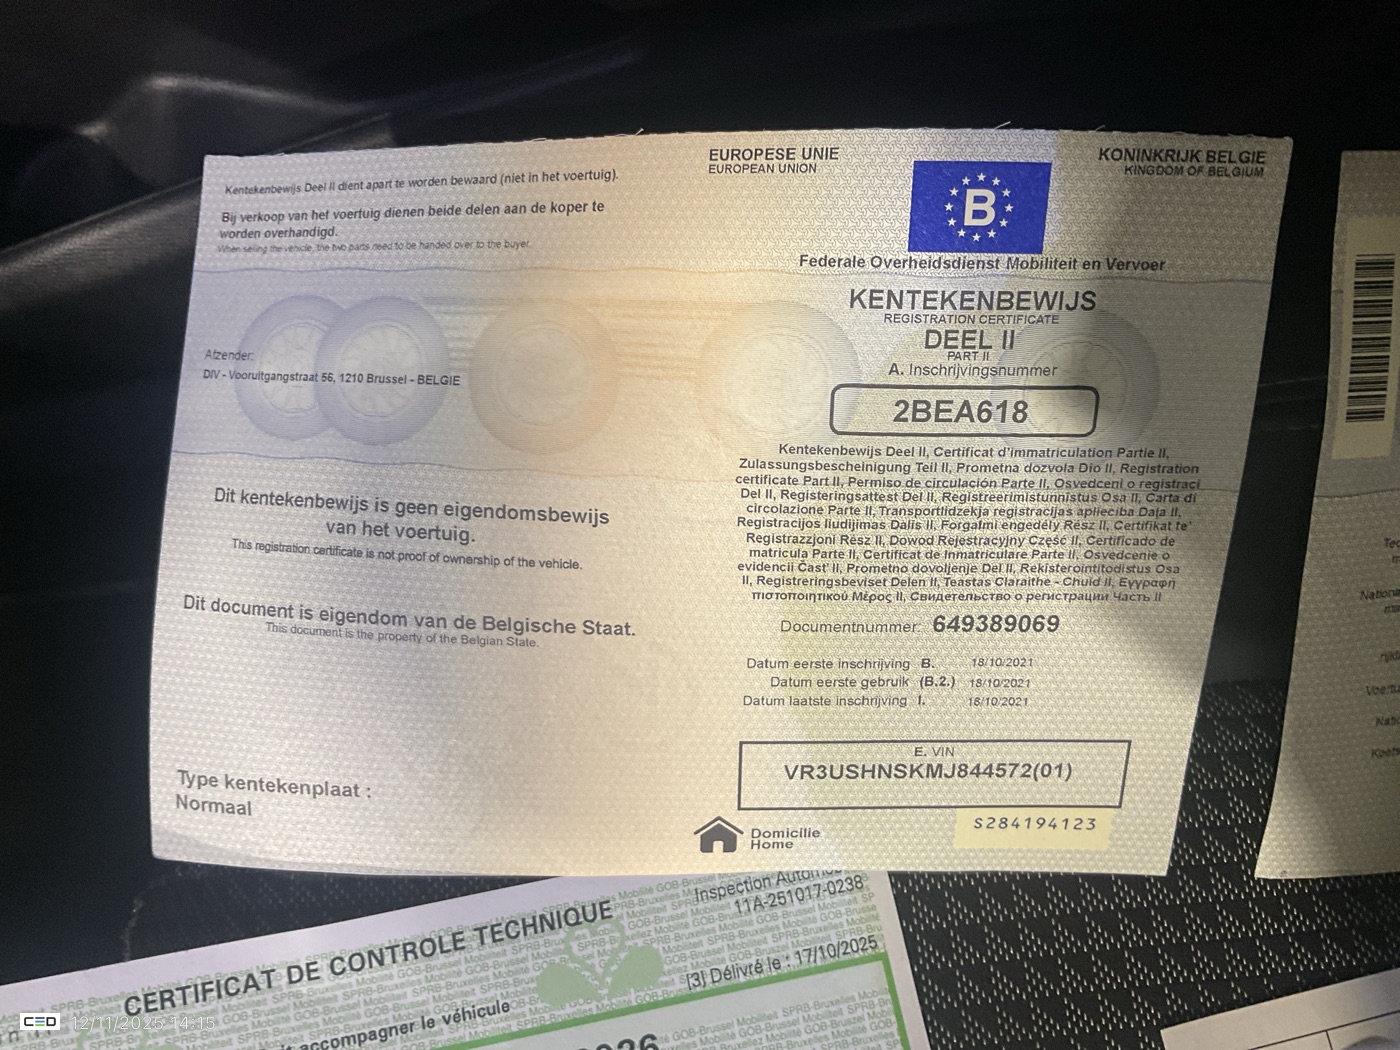 Kentekenbewijs Deel II dient apart te worden bewaard (niet in het voertuig).
Bij verkoop van het voertuig dienen beide delen aan de koper te
worden overhandigd.
When selling the vehicle, the two parts need to be handed over to the buyer.
Afzender:
DIV - Vooruitgangstraat 56, 1210 Brussel - BELGIE
Dit kentekenbewijs is geen eigendomsbewijs
van het voertuig.
This registration certificate is not proof of ownership of the vehicle.
Dit document is eigendom van de Belgische Staat.
This document is the property of the Belgian State.
Type kentekenplaat :
Normaal
EUROPESE UNIE
EUROPEAN UNION
B
KONINKRIJK BELGIE
KINGDOM OF BELGIUM
Federale Overheidsdienst Mobiliteit en Vervoer
KENTEKENBEWIJS
REGISTRATION CERTIFICATE
DEEL II
PART II
A. Inschrijvingsnummer
2BEA618
Kentekenbewijs Deel II, Certificat d'immatriculation Partie II,
Zulassungsbescheinigung Teil II, Prometna dozvola Dio II, Registration
certificate Part II, Permiso de circulación Parte II, Osvedceni o registraci
Del II, Registeringsattest Del II, Registreerimistunnistus Osa II, Carta di
circolazione Parte II, Transportlidzekja registracijas aplieciba Daļa II,
Registracijos liudijimas Dalis II, Forgalmi engedély Rész II, Certifikat te'
Registrazzjoni Rész II, Dowod Rejestracyjny Część II, Certificado de
matricula Parte II, Certificat de Inmatriculare Parte II, Osvedcenie o
evidencii Čast' II, Prometno dovoljenje Del II, Rekisterointitodistus Osa
II, Registreringsbeviset Delen II, Teastas Claraithe - Chuid II, Εγγραφη
πιστοποιητικού Μέρος II, Свидетельство о регистрации Часть II
Documentnummer: 649389069
Datum eerste inschrijving B. 18/10/2021
Datum eerste gebruik (B.2.) 18/10/2021
Datum laatste inschrijving I. 18/10/2021
E. VIN
VR3USHNSKMJ844572(01)
S284194123
Domicilie
Home
CERTIFICAT DE CONTROLE TECHNIQUE
Inspection
11A-251017-0238
[3] Délivré le : 17/10/2025
accompagner le véhicule
CED 12/11/2025 14:15